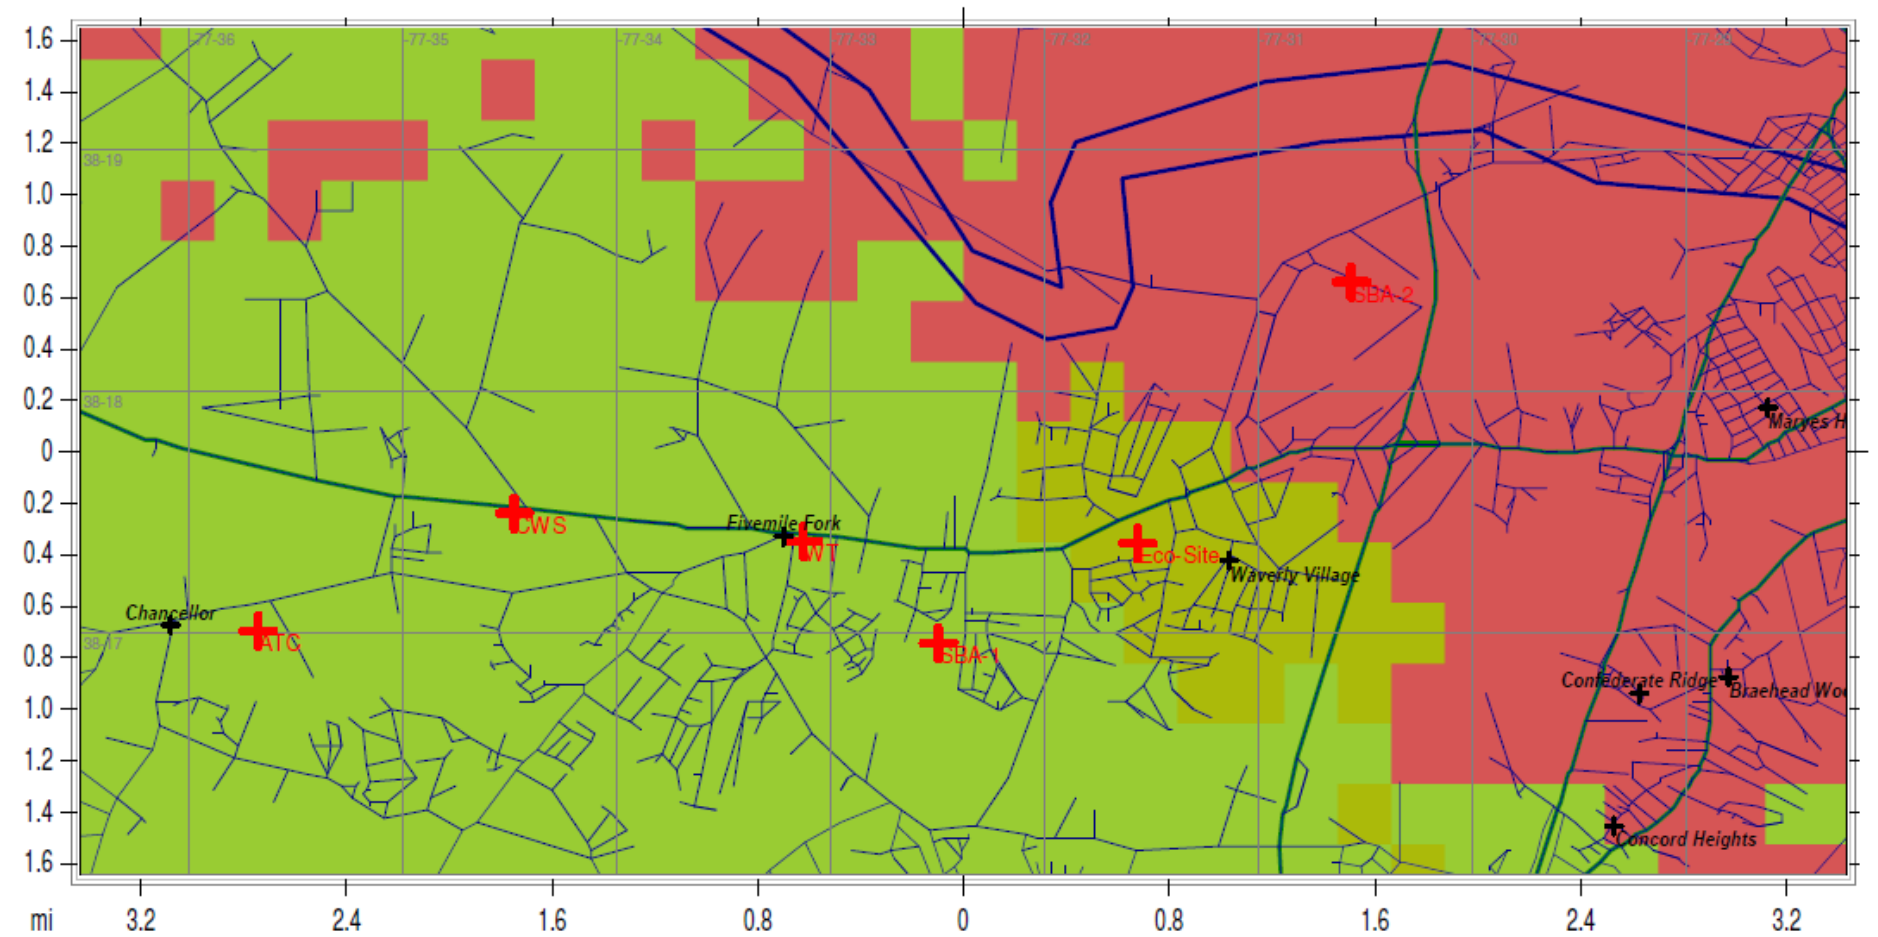 1.6
-77-36
-77-35
-77-34
-77-33
-77-32
-77-31
-77-30
-77-29
1.4
1.2
38-19
1.0
0.8
0.6
SBA-2
0.4
0.2
38-18
Maryes H
0
0.2
CWS
Fivemile Fork
WT
0.4
Eco-Site
Waverly Village
0.6
Chancellor
ATC
38-17
SBA-1
0.8
Confederate Ridge
Braehead Woo
1.0
1.2
1.4
Concord Heights
1.6
mi
3.2
2.4
1.6
0.8
0
0.8
1.6
2.4
3.2